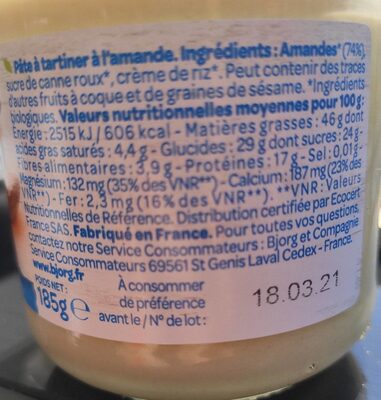 Pâte à tartiner à l'amande. Ingrédients : Amandes* (74%),
sucre de canne roux*, crème de riz*. Peut contenir des traces
d'autres fruits à coque et de graines de sésame. *Ingrédients
biologiques. Valeurs nutritionnelles moyennes pour 100 g :
Energie : 2515 kJ / 606 kcal - Matières grasses : 46 g dont
acides gras saturés : 4,4 g - Glucides : 29 g dont sucres : 24 g -
Fibres alimentaires : 3,9 g - Protéines : 17 g - Sel : 0,01g -
Magnésium : 132 mg (35% des VNR**) - Calcium : 187 mg (23% des
VNR**) - Fer : 2,3 mg (16% des VNR**). **VNR : Valeurs
Nutritionnelles de Référence. Distribution certifiée par Ecocert
France SAS. Fabriqué en France. Pour toutes vos questions,
contactez notre Service Consommateurs : Bjorg et Compagnie
Service Consommateurs 69561 St Genis Laval Cedex - France.
www.bjorg.fr
POIDS NET :
185g e
À consommer
de préférence
avant le / N° de lot :
18.03.21